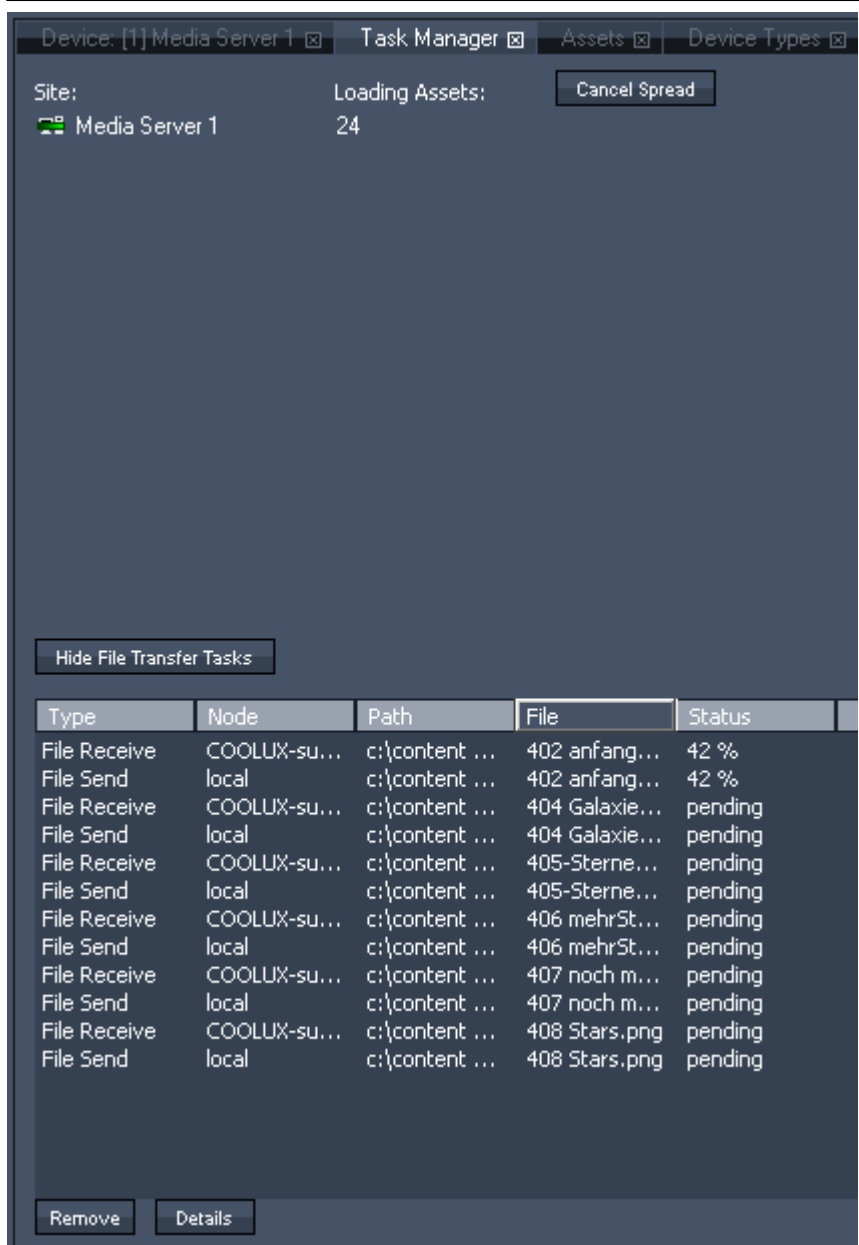 Device: [1] Media Server 1 Task Manager Assets Device Types
Site: Loading Assets: Cancel Spread
Media Server 1 24
Hide File Transfer Tasks
Type Node Path File Status
File Receive COOLUX-su... c:\content ... 402 anfang... 42 %
File Send local c:\content ... 402 anfang... 42 %
File Receive COOLUX-su... c:\content ... 404 Galaxie... pending
File Send local c:\content ... 404 Galaxie... pending
File Receive COOLUX-su... c:\content ... 405-Sterne... pending
File Send local c:\content ... 405-Sterne... pending
File Receive COOLUX-su... c:\content ... 406 mehrSt... pending
File Send local c:\content ... 406 mehrSt... pending
File Receive COOLUX-su... c:\content ... 407 noch m... pending
File Send local c:\content ... 407 noch m... pending
File Receive COOLUX-su... c:\content ... 408 Stars.png pending
File Send local c:\content ... 408 Stars.png pending
Remove Details